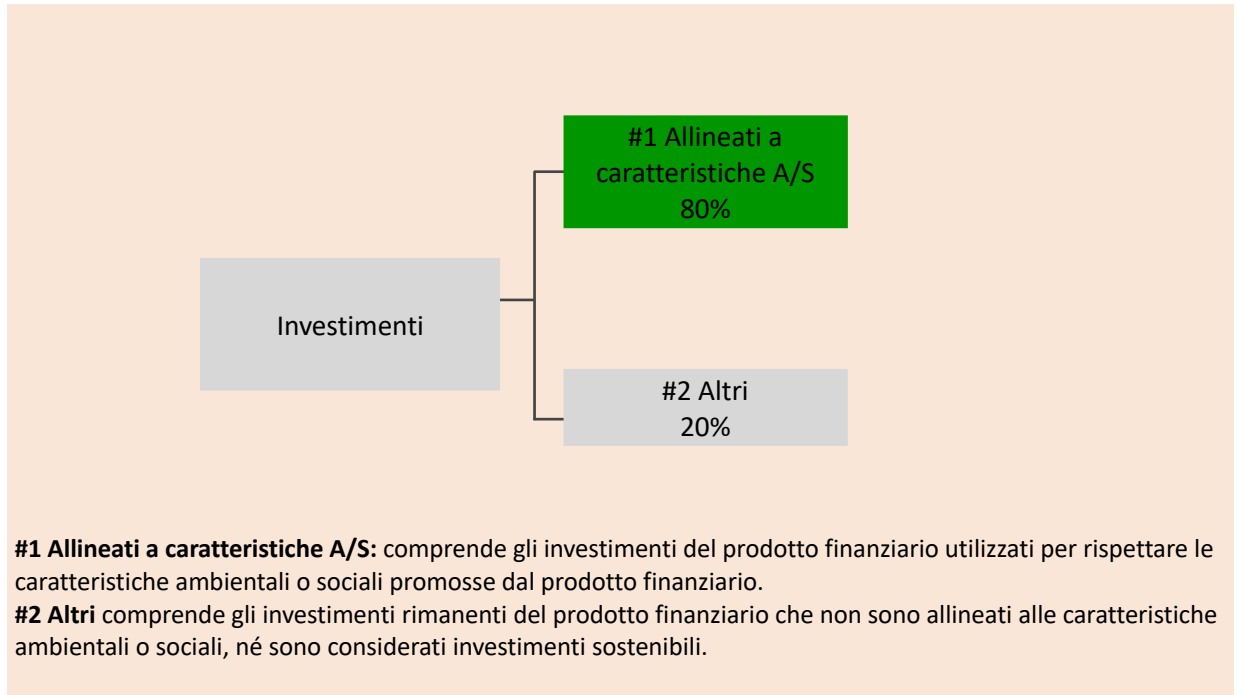 #1 Allineati a
caratteristiche A/S
80%
Investimenti
#2 Altri
20%
#1 Allineati a caratteristiche A/S: comprende gli investimenti del prodotto finanziario utilizzati per rispettare le
caratteristiche ambientali o sociali promosse dal prodotto finanziario.
#2 Altri comprende gli investimenti rimanenti del prodotto finanziario che non sono allineati alle caratteristiche
ambientali o sociali, né sono considerati investimenti sostenibili.